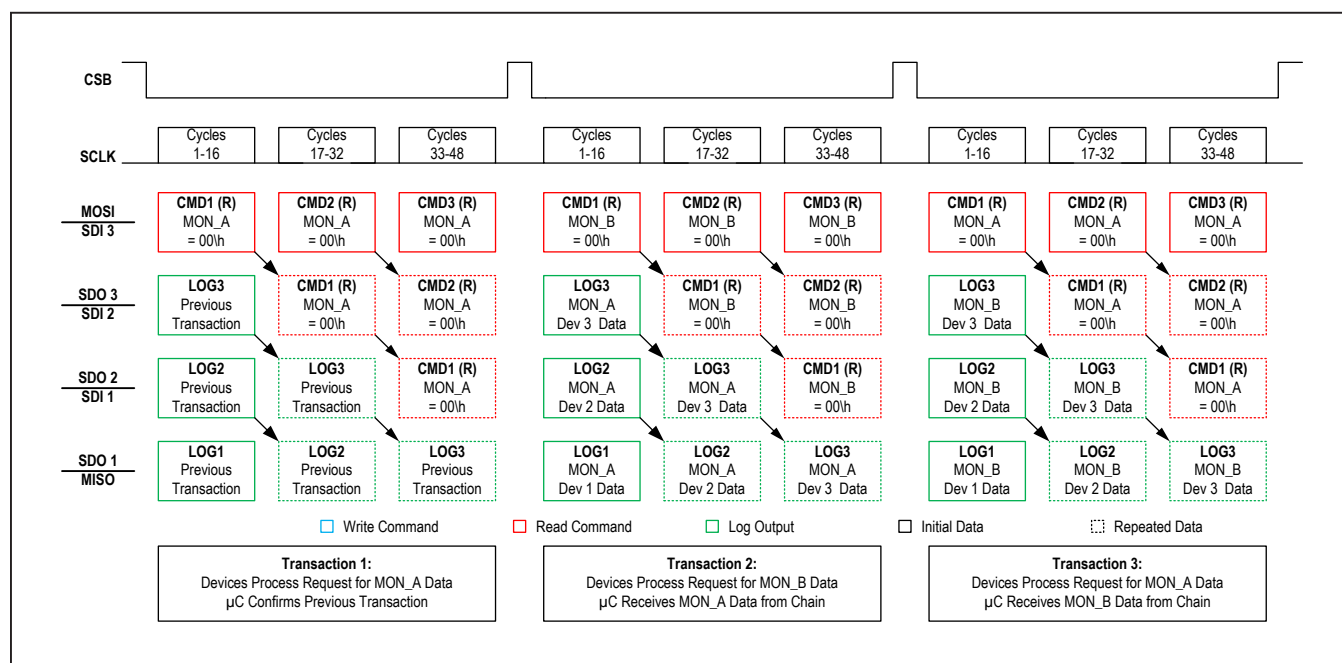 CSB
Cycles 1-16 Cycles 17-32 Cycles 33-48 Cycles 1-16 Cycles 17-32 Cycles 33-48 Cycles 1-16 Cycles 17-32 Cycles 33-48
SCLK
MOSI
SDI 3
CMD1 (R) CMD2 (R) CMD3 (R) CMD1 (R) CMD2 (R) CMD3 (R) CMD1 (R) CMD2 (R) CMD3 (R)
MON_A MON_A MON_A MON_B MON_B MON_B MON_A MON_A MON_A
= 00\h = 00\h = 00\h = 00\h = 00\h = 00\h = 00\h = 00\h = 00\h
SDO 3
SDI 2
LOG3 CMD1 (R) CMD2 (R) LOG3 CMD1 (R) CMD2 (R) LOG3 CMD1 (R) CMD2 (R)
Previous MON_A MON_A MON_A MON_B MON_B MON_B MON_A MON_A
Transaction = 00\h = 00\h Dev 3 Data = 00\h = 00\h Dev 3 Data = 00\h = 00\h
SDO 2
SDI 1
LOG2 LOG3 CMD1 (R) LOG2 LOG3 CMD1 (R) LOG2 LOG3 CMD1 (R)
Previous Previous MON_A MON_A MON_A MON_B MON_B MON_B MON_A
Transaction Transaction = 00\h Dev 2 Data Dev 3 Data = 00\h Dev 2 Data Dev 3 Data = 00\h
SDO 1
MISO
LOG1 LOG2 LOG3 LOG1 LOG2 LOG3 LOG1 LOG2 LOG3
Previous Previous Previous MON_A MON_A MON_A MON_B MON_B MON_B
Transaction Transaction Transaction Dev 1 Data Dev 2 Data Dev 3 Data Dev 1 Data Dev 2 Data Dev 3 Data
Write Command Read Command Log Output Initial Data Repeated Data
Transaction 1:
Devices Process Request for MON_A Data
µC Confirms Previous Transaction
Transaction 2:
Devices Process Request for MON_B Data
µC Receives MON_A Data from Chain
Transaction 3:
Devices Process Request for MON_A Data
µC Receives MON_B Data from Chain